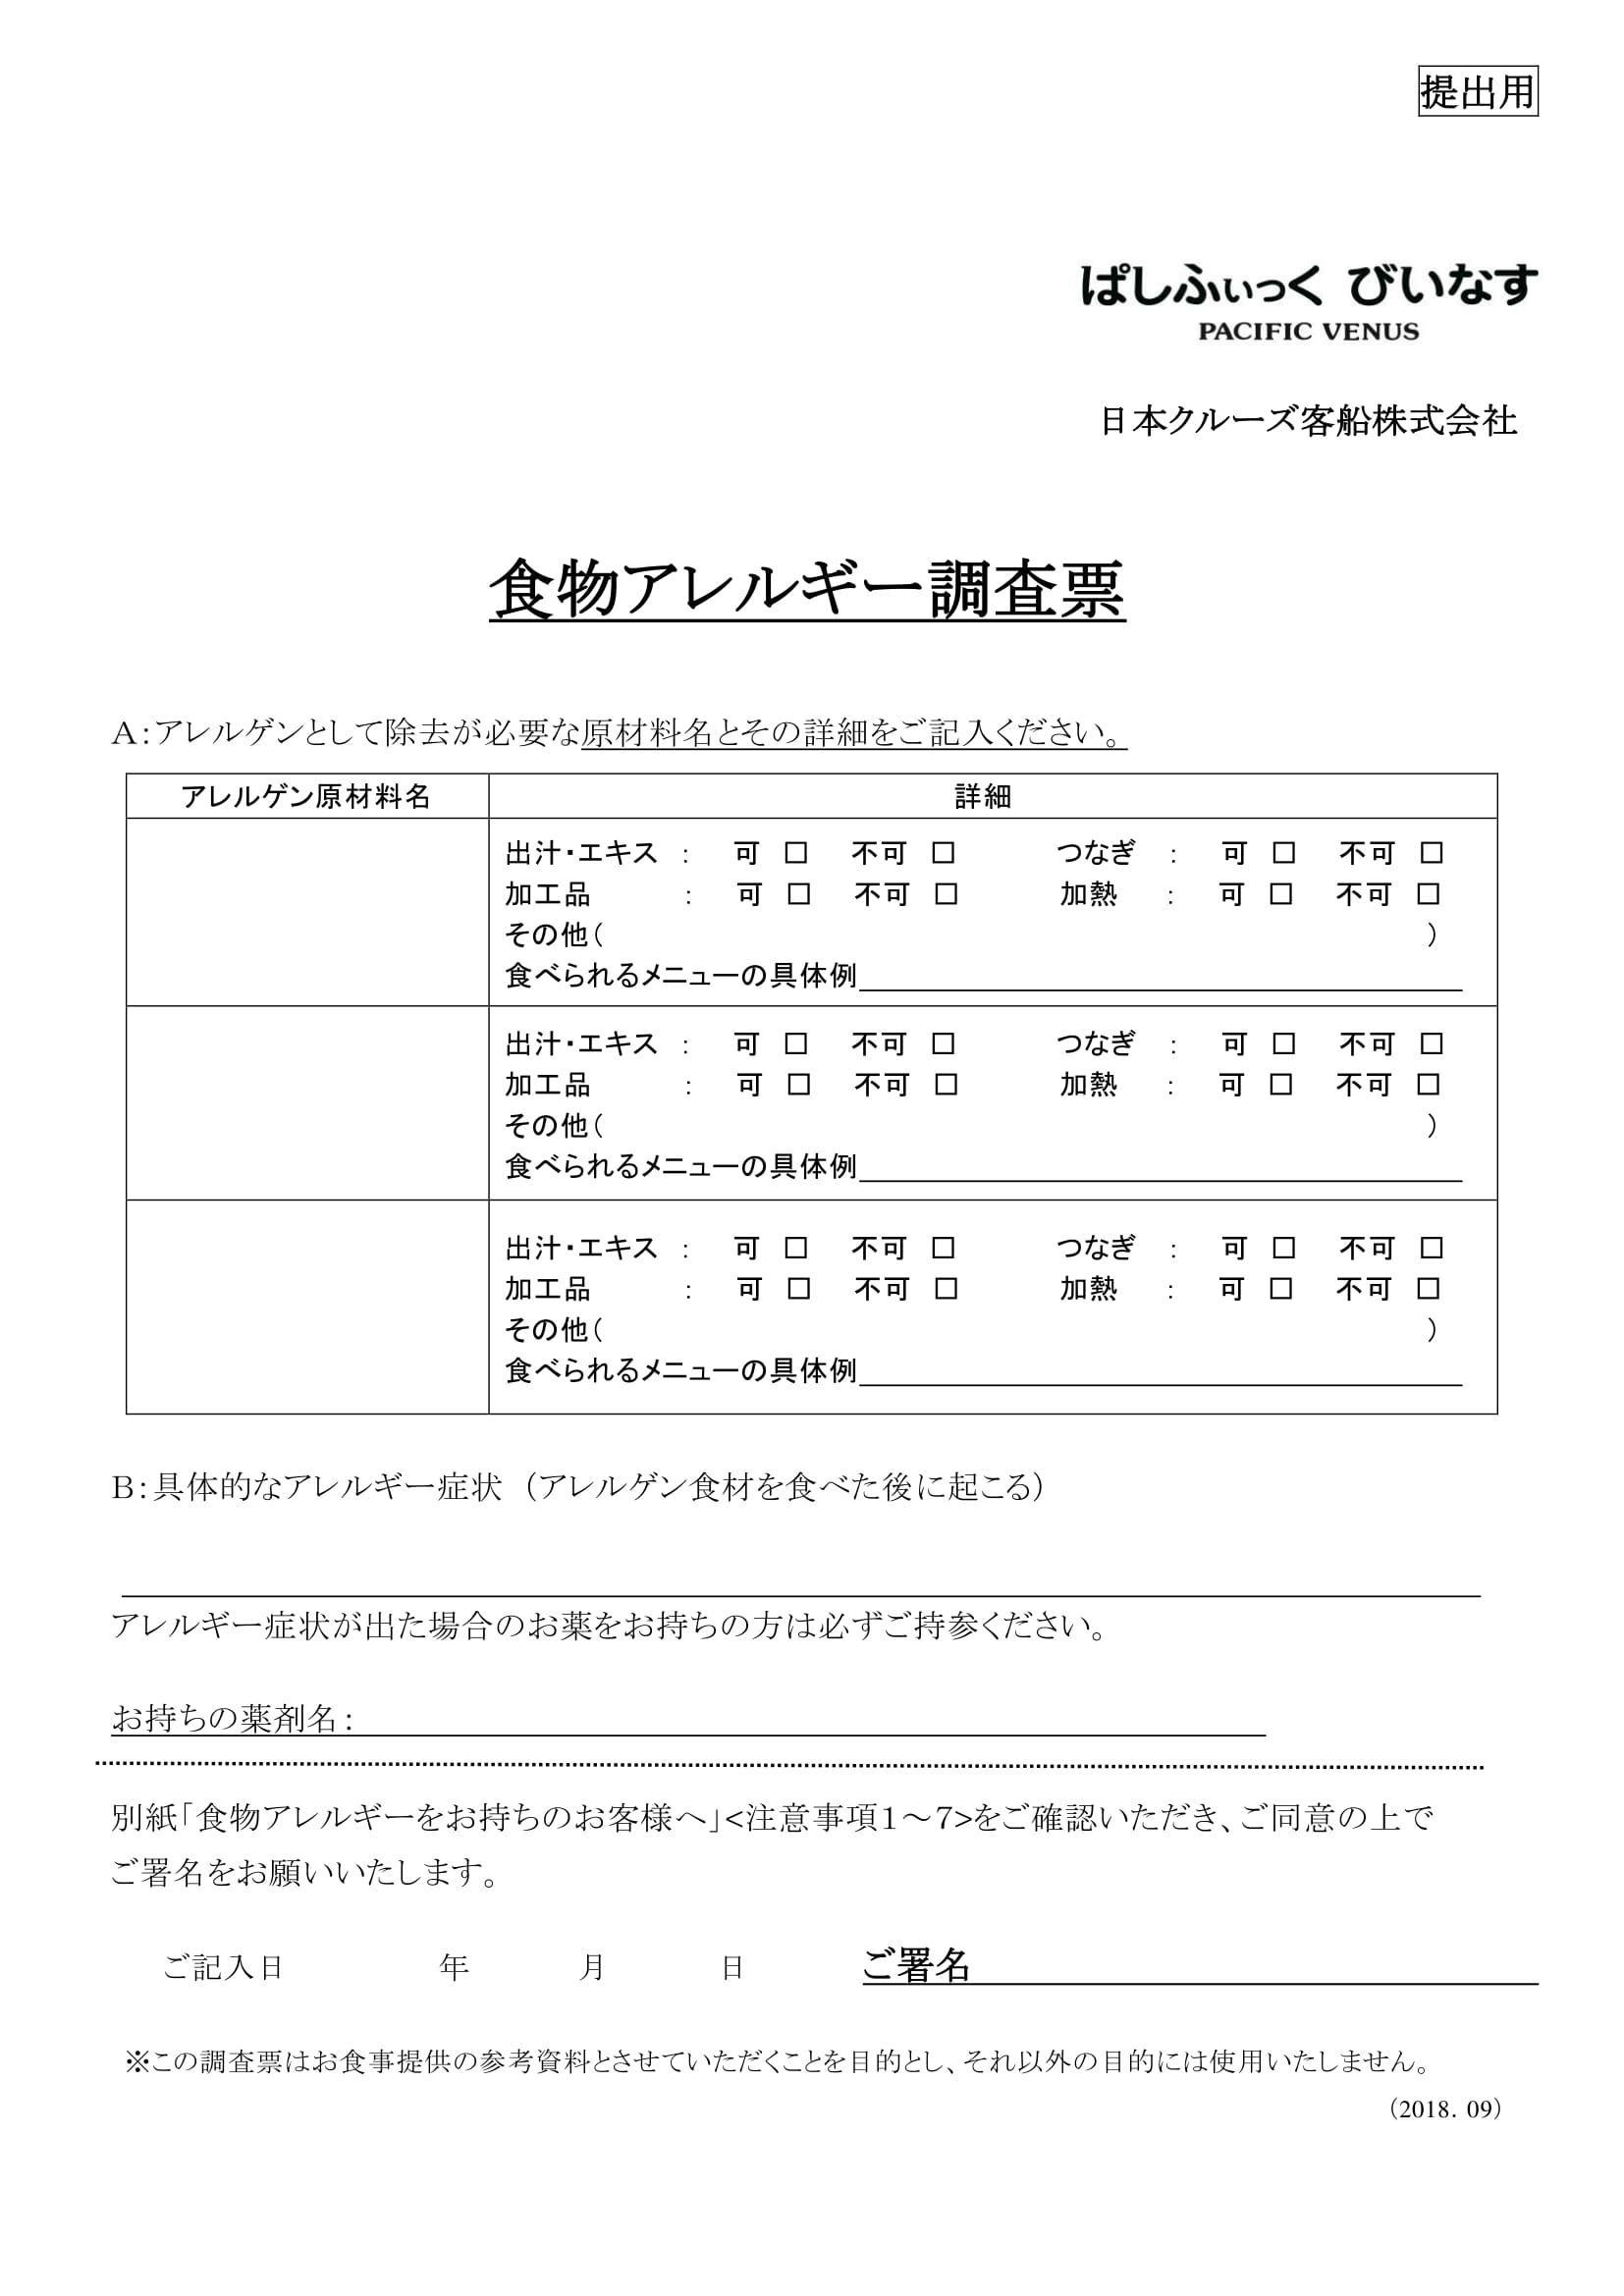 提出用
ぱしふぃっく びいなす
PACIFIC VENUS
日本クルーズ客船株式会社
食物アレルギー調査票
A:アレルゲンとして除去が必要な原材料名とその詳細をご記入ください。
アレルゲン原材料名 詳細
出汁・エキス : 可 □ 不可 □ つなぎ : 可 □ 不可 □
加工品 : 可 □ 不可 □ 加熱 : 可 □ 不可 □
その他( )
食べられるメニューの具体例
出汁・エキス : 可 □ 不可 □ つなぎ : 可 □ 不可 □
加工品 : 可 □ 不可 □ 加熱 : 可 □ 不可 □
その他( )
食べられるメニューの具体例
出汁・エキス : 可 □ 不可 □ つなぎ : 可 □ 不可 □
加工品 : 可 □ 不可 □ 加熱 : 可 □ 不可 □
その他( )
食べられるメニューの具体例
B:具体的なアレルギー症状（アレルゲン食材を食べた後に起こる）
アレルギー症状が出た場合のお薬をお持ちの方は必ずご持参ください。
お持ちの薬剤名:
別紙「食物アレルギーをお持ちのお客様へ」<注意事項１～７>をご確認いただき、ご同意の上で
ご署名をお願いいたします。
ご記入日 年 月 日 ご署名
※この調査票はお食事提供の参考資料とさせていただくことを目的とし、それ以外の目的には使用いたしません。
（2018. 09）